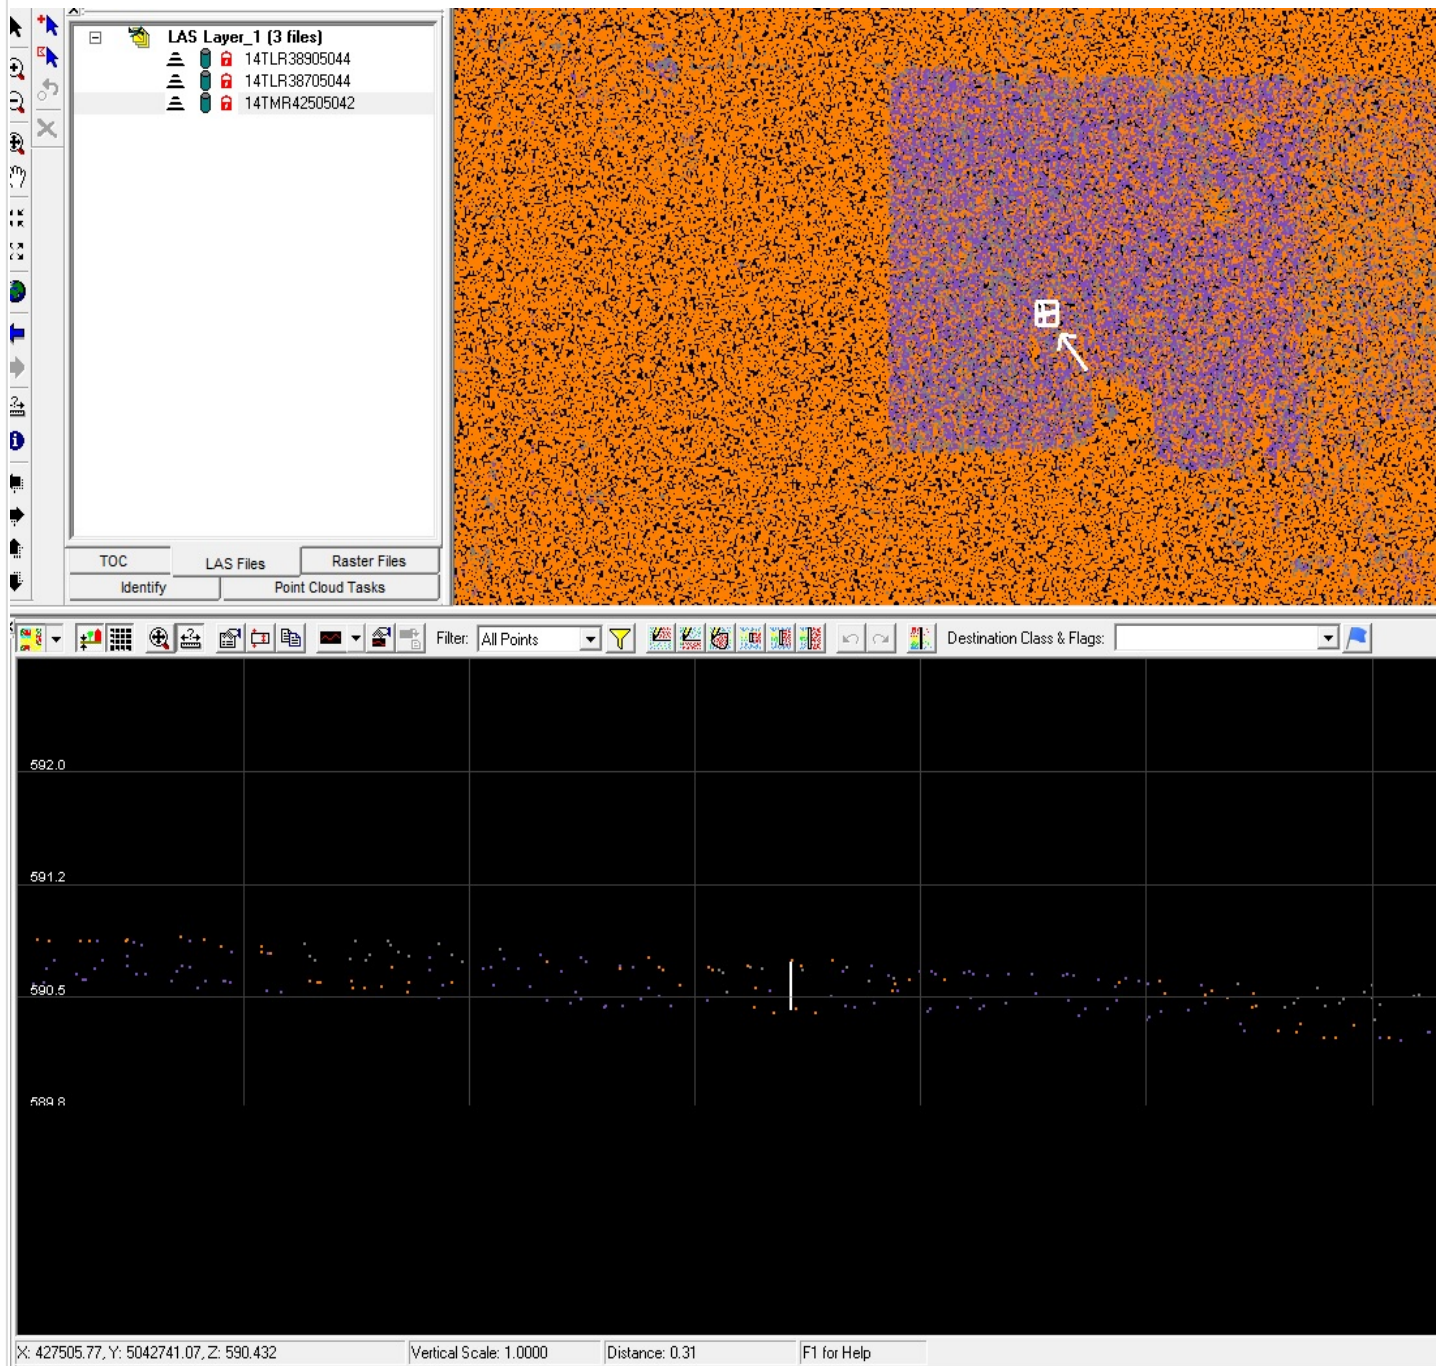 LAS Layer_1 (3 files)
14TLR38905044
14TLR38705044
14TMR42505042
TOC LAS Files Raster Files
Identify Point Cloud Tasks
Filter: All Points Destination Class & Flags:
592.0
591.2
590.5
589.8
X: 427505.77, Y: 5042741.07, Z: 590.432 Vertical Scale: 1.0000 Distance: 0.31 F1 for Help